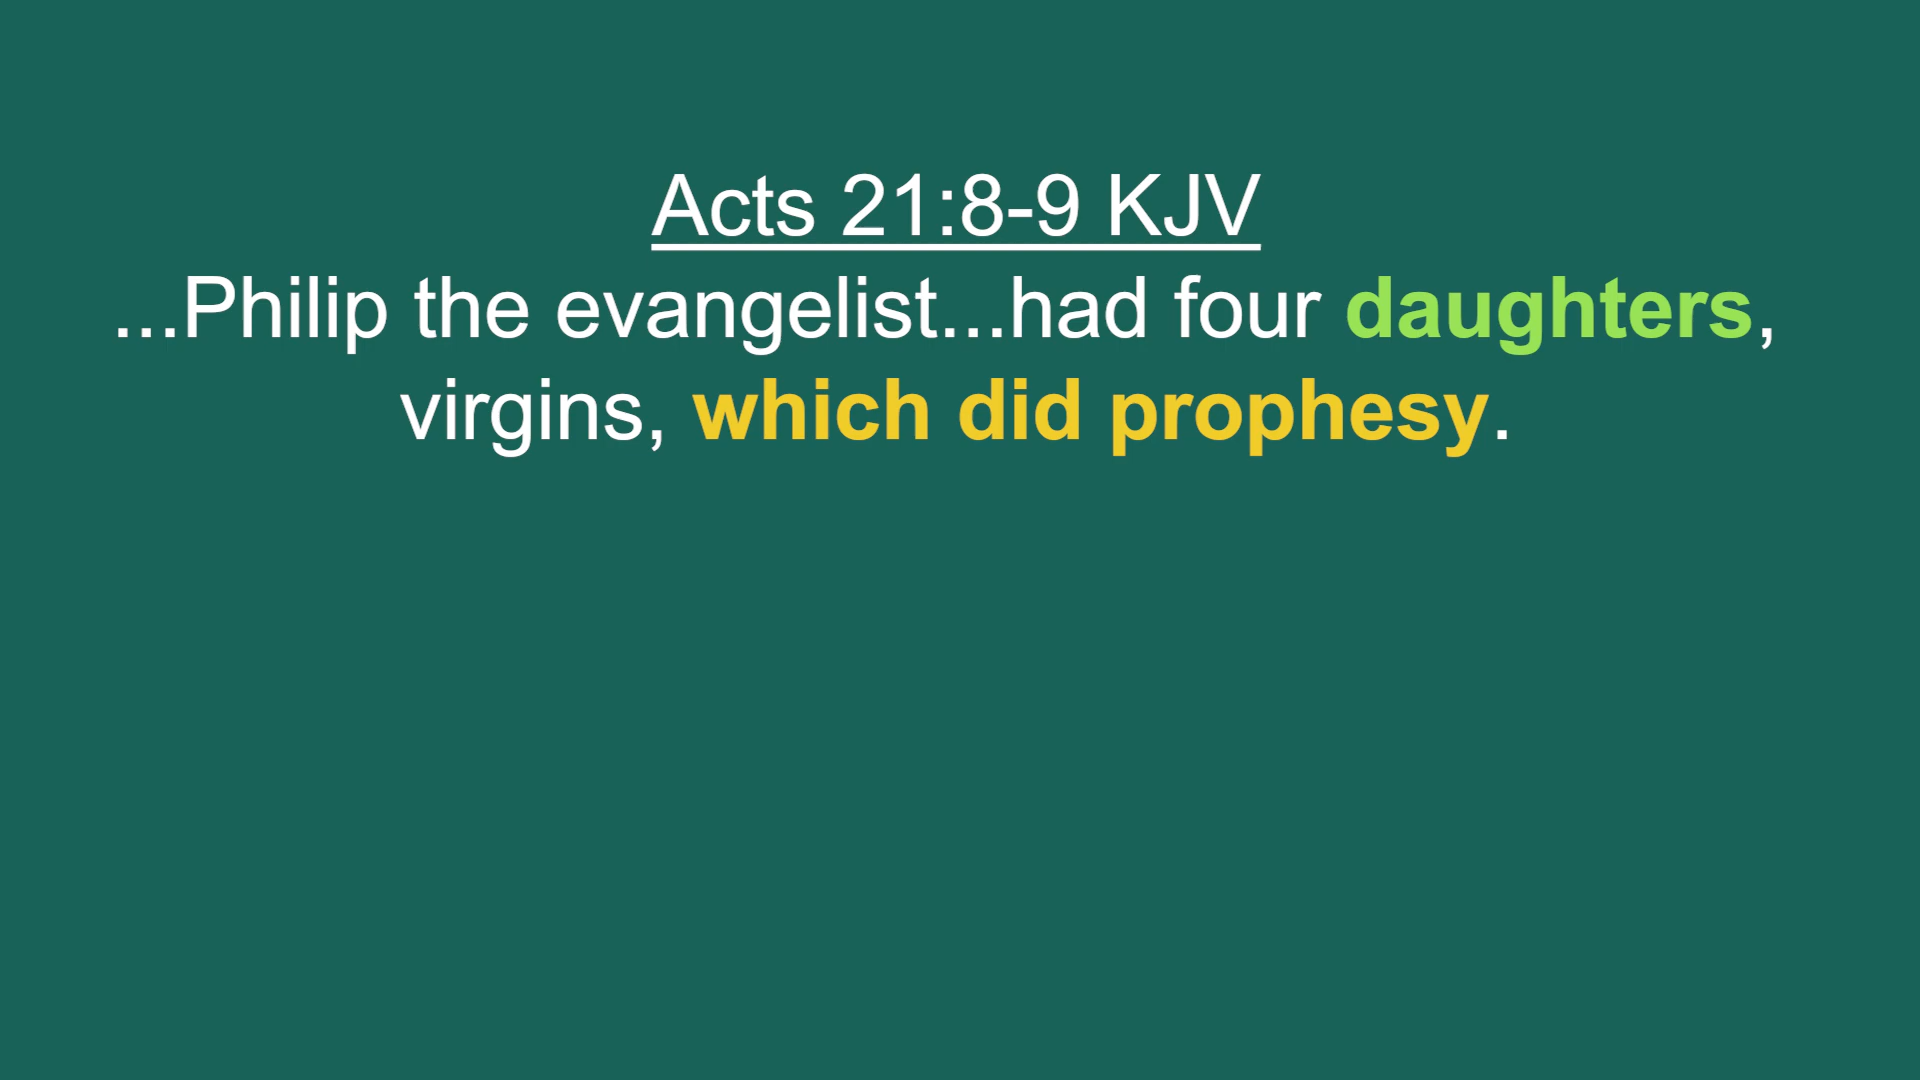 Acts 21:8-9 KJV
...Philip the evangelist...had four daughters,
virgins, which did prophesy.